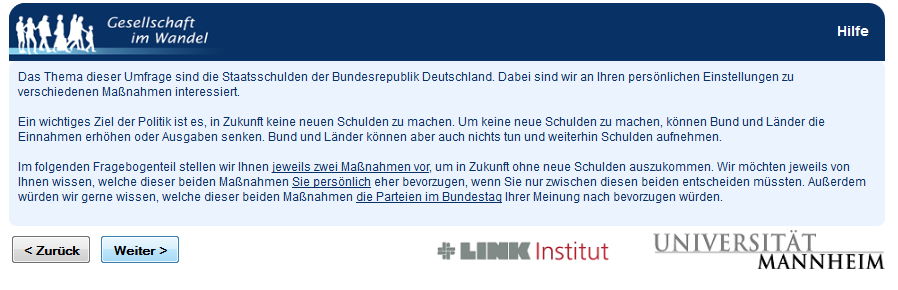 Gesellschaft
im Wandel
Hilfe
Das Thema dieser Umfrage sind die Staatsschulden der Bundesrepublik Deutschland. Dabei sind wir an Ihren persönlichen Einstellungen zu
verschiedenen Maßnahmen interessiert.
Ein wichtiges Ziel der Politik ist es, in Zukunft keine neuen Schulden zu machen. Um keine neue Schulden zu machen, können Bund und Länder die
Einnahmen erhöhen oder Ausgaben senken. Bund und Länder können aber auch nichts tun und weiterhin Schulden aufnehmen.
Im folgenden Fragebogenteil stellen wir Ihnen jeweils zwei Maßnahmen vor, um in Zukunft ohne neue Schulden auszukommen. Wir möchten jeweils von
Ihnen wissen, welche dieser beiden Maßnahmen Sie persönlich eher bevorzugen, wenn Sie nur zwischen diesen beiden entscheiden müssten. Außerdem
würden wir gerne wissen, welche dieser beiden Maßnahmen die Parteien im Bundestag Ihrer Meinung nach bevorzugen würden.
< Zurück
Weiter >
LINK Institut
UNIVERSITÄT
MANNHEIM